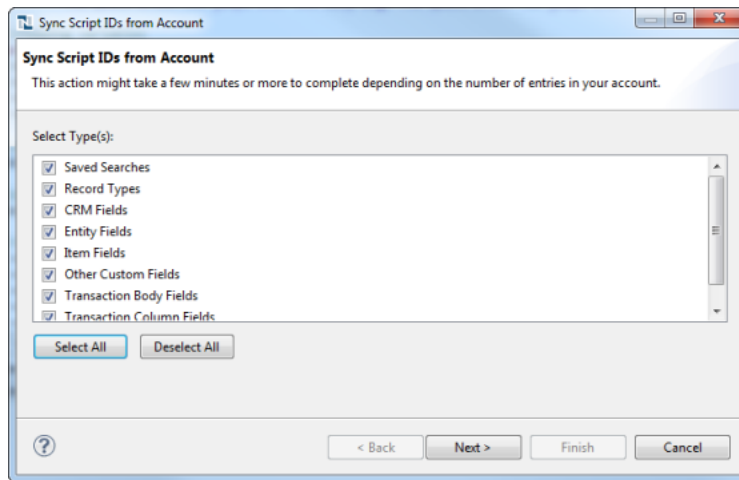 Sync Script IDs from Account
Sync Script IDs from Account
This action might take a few minutes or more to complete depending on the number of entries in your account.
Select Type(s):
Saved Searches
Record Types
CRM Fields
Entity Fields
Item Fields
Other Custom Fields
Transaction Body Fields
Transaction Column Fields
Select All Deselect All
? < Back Next > Finish Cancel